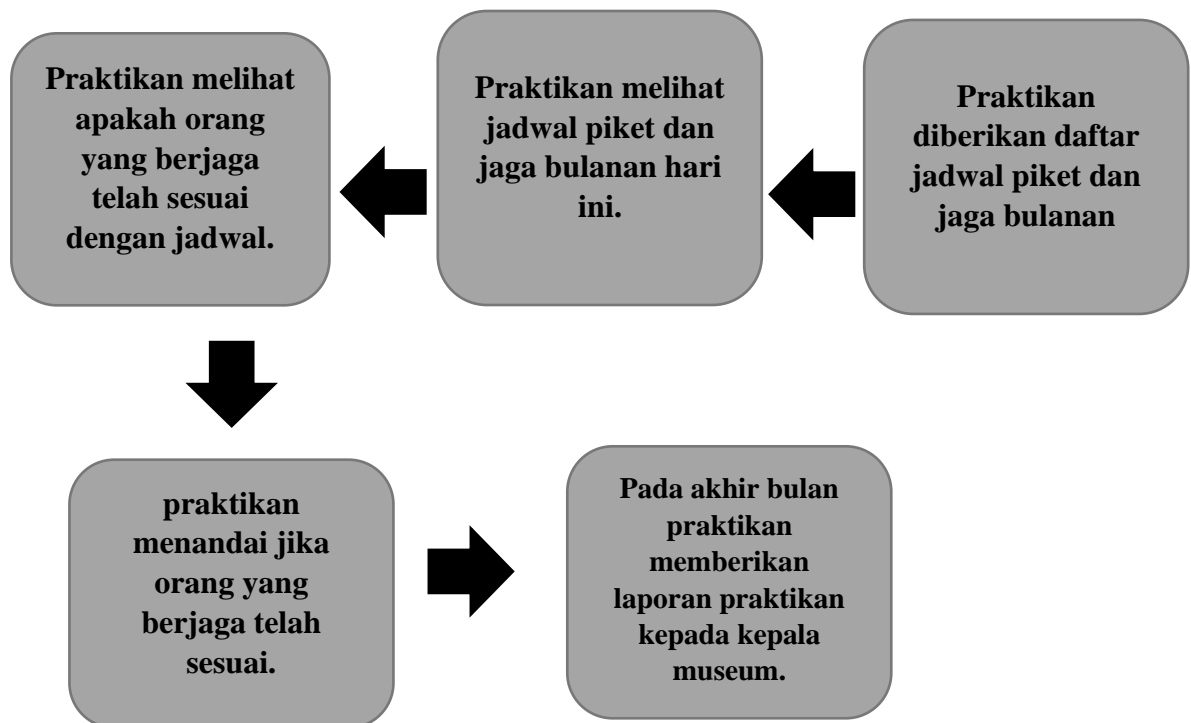 Praktikan melihat
apakah orang
yang berjaga
telah sesuai
dengan jadwal.
Praktikan melihat
jadwal piket dan
jaga bulanan hari
ini.
Praktikan
diberikan daftar
jadwal piket dan
jaga bulanan
praktikan
menandai jika
orang yang
berjaga telah
sesuai.
Pada akhir bulan
praktikan
memberikan
laporan praktikan
kepada kepala
museum.